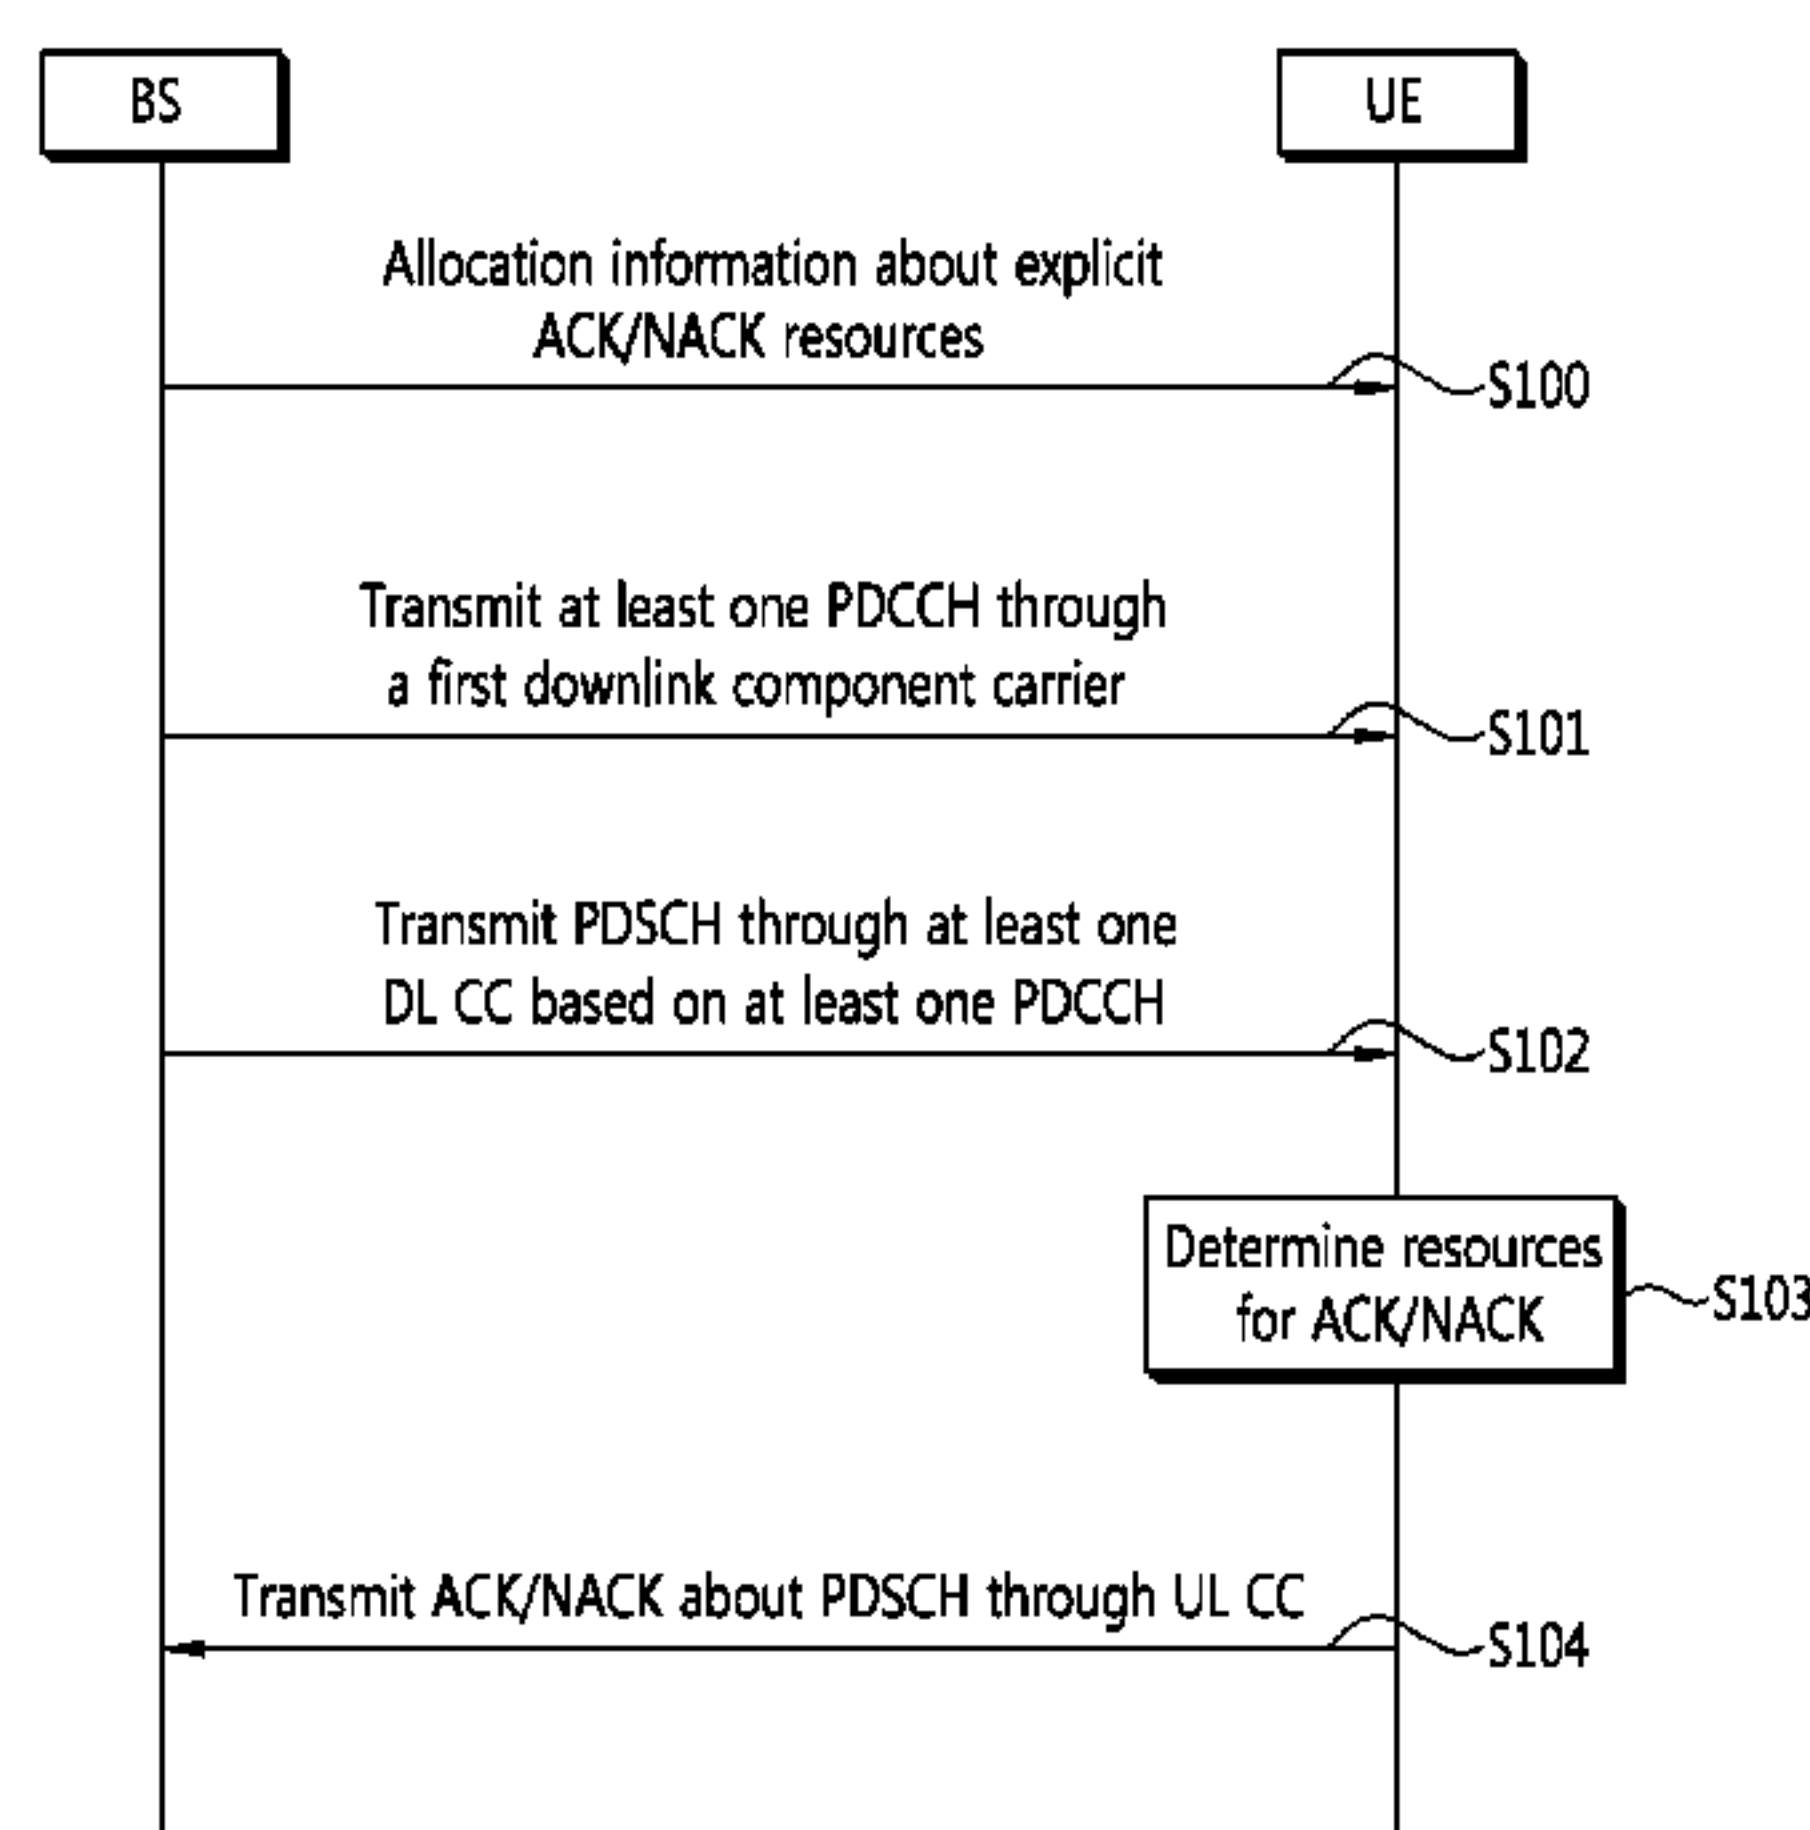 BS
UE
Allocation information about explicit
ACK/NACK resources
S100
Transmit at least one PDCCH through
a first downlink component carrier
S101
Transmit PDSCH through at least one
DL CC based on at least one PDCCH
S102
Determine resources
for ACK/NACK
S103
Transmit ACK/NACK about PDSCH through UL CC
S104